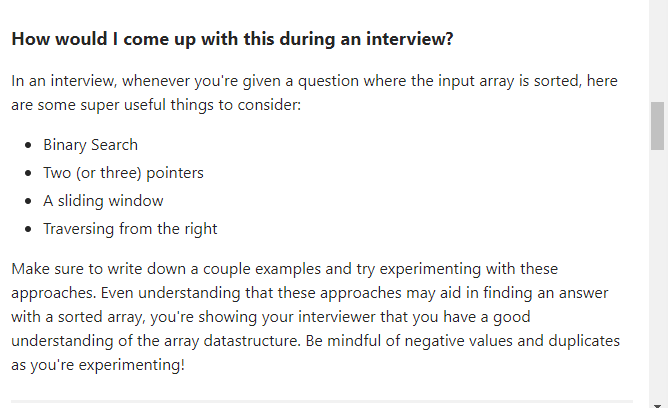 How would I come up with this during an interview?
In an interview, whenever you're given a question where the input array is sorted, here
are some super useful things to consider:
• Binary Search
• Two (or three) pointers
• A sliding window
• Traversing from the right
Make sure to write down a couple examples and try experimenting with these
approaches. Even understanding that these approaches may aid in finding an answer
with a sorted array, you're showing your interviewer that you have a good
understanding of the array datastructure. Be mindful of negative values and duplicates
as you're experimenting!